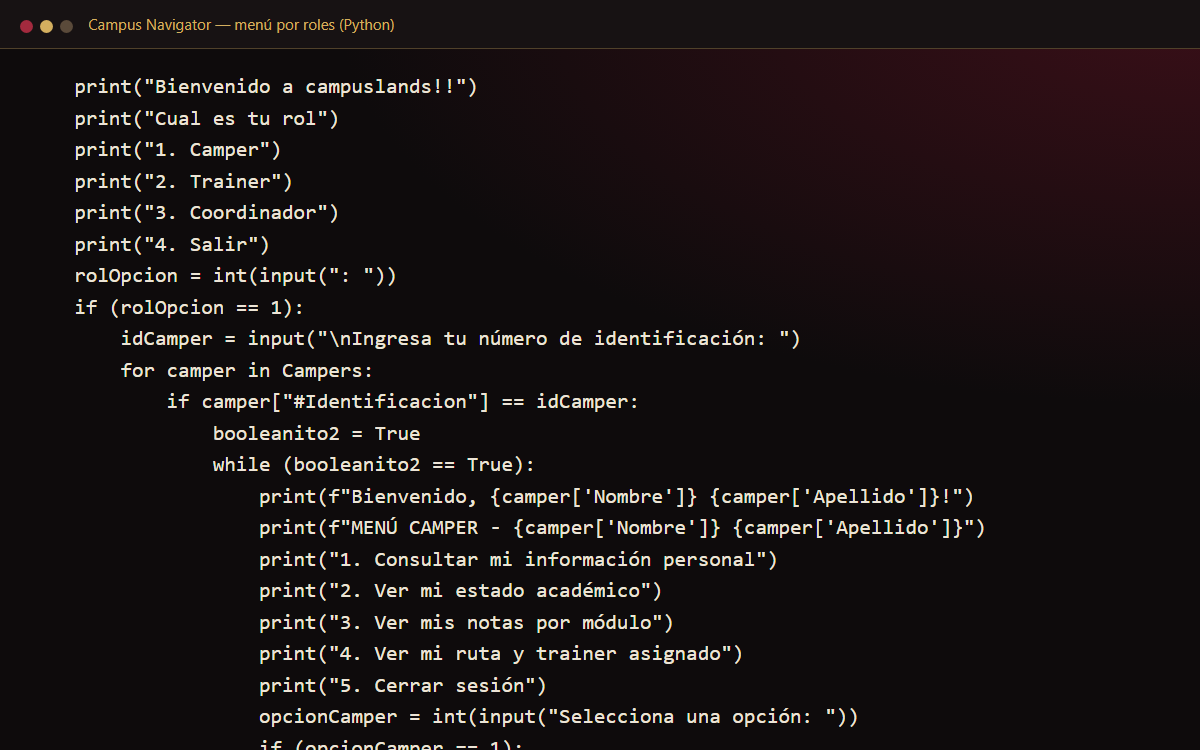 Campus Navigator — menú por roles (Python)
print("Bienvenido a campuslands!!")
print("Cual es tu rol")
print("1. Camper")
print("2. Trainer")
print("3. Coordinador")
print("4. Salir")
rolOpcion = int(input(": "))
if (rolOpcion == 1):
    idCamper = input("\nIngresa tu número de identificación: ")
    for camper in Campers:
        if camper["#Identificacion"] == idCamper:
            booleanito2 = True
            while (booleanito2 == True):
                print(f"Bienvenido, {camper['Nombre']} {camper['Apellido']}!")
                print(f"MENÚ CAMPER - {camper['Nombre']} {camper['Apellido']}")
                print("1. Consultar mi información personal")
                print("2. Ver mi estado académico")
                print("3. Ver mis notas por módulo")
                print("4. Ver mi ruta y trainer asignado")
                print("5. Cerrar sesión")
                opcionCamper = int(input("Selecciona una opción: "))
                if (opcionCamper == 1):